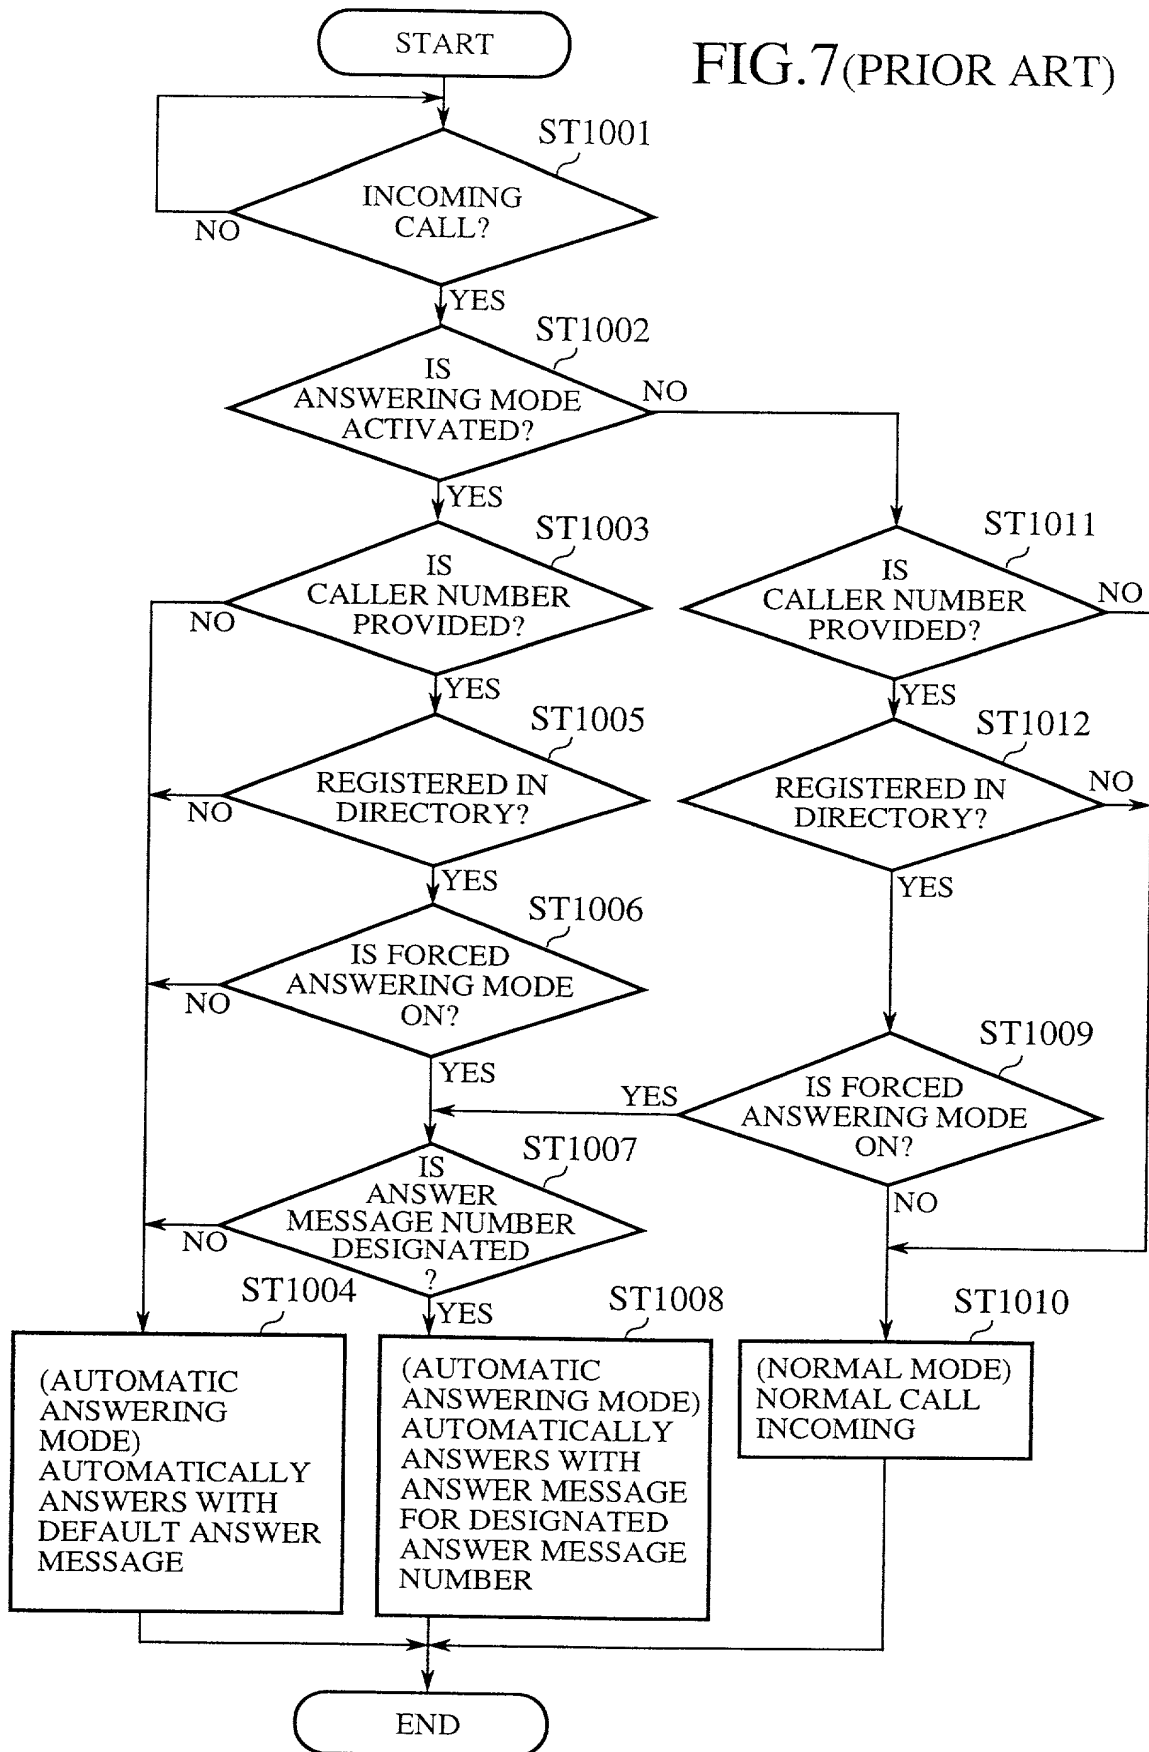 START
FIG.7(PRIOR ART)
ST1001
INCOMING
CALL?
NO
YES
ST1002
IS
ANSWERING MODE
ACTIVATED?
NO
YES
ST1003
IS
CALLER NUMBER
PROVIDED?
NO
YES
ST1011
IS
CALLER NUMBER
PROVIDED?
NO
YES
ST1005
REGISTERED IN
DIRECTORY?
NO
YES
ST1012
REGISTERED IN
DIRECTORY?
NO
YES
ST1006
IS FORCED
ANSWERING MODE
ON?
NO
YES
ST1009
IS FORCED
ANSWERING MODE
ON?
YES
NO
ST1007
IS
ANSWER
MESSAGE NUMBER
DESIGNATED
?
NO
YES
ST1004
(AUTOMATIC
ANSWERING
MODE)
AUTOMATICALLY
ANSWERS WITH
DEFAULT ANSWER
MESSAGE
ST1008
(AUTOMATIC
ANSWERING MODE)
AUTOMATICALLY
ANSWERS WITH
ANSWER MESSAGE
FOR DESIGNATED
ANSWER MESSAGE
NUMBER
ST1010
(NORMAL MODE)
NORMAL CALL
INCOMING
END